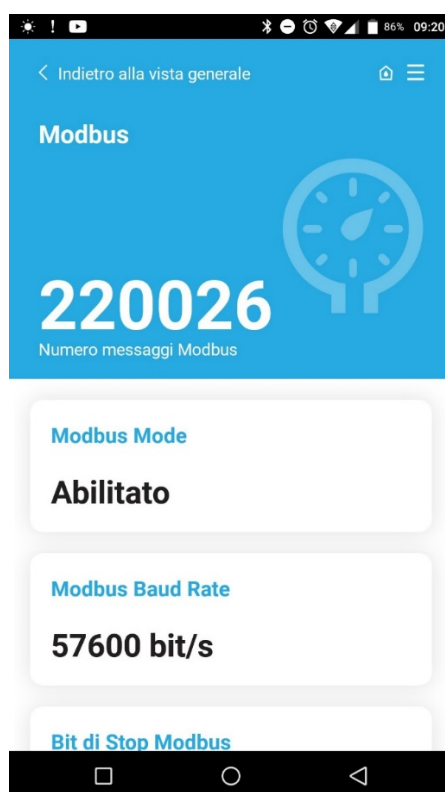 86% 09:20
Indietro alla vista generale
Modbus
220026
Numero messaggi Modbus
Modbus Mode
Abilitato
Modbus Baud Rate
57600 bit/s
Bit di Stop Modbus